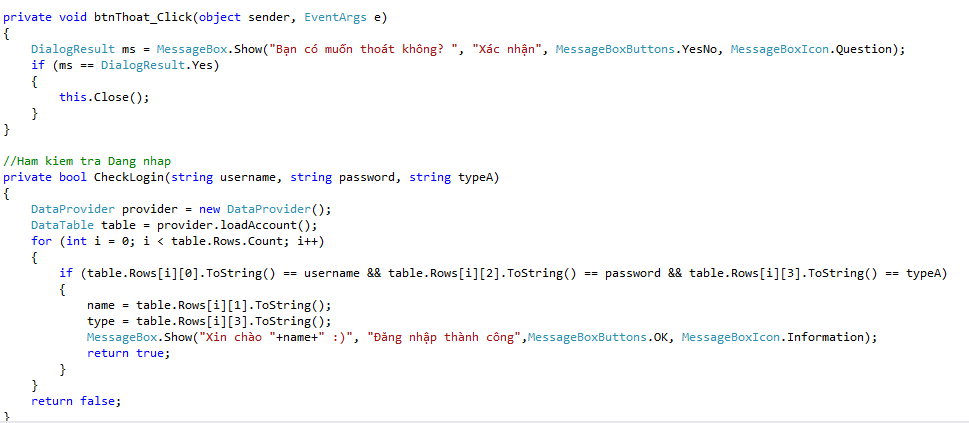 private void btnThoat_Click(object sender, EventArgs e)
{
    DialogResult ms = MessageBox.Show("Bạn có muốn thoát không? ", "Xác nhận", MessageBoxButtons.YesNo, MessageBoxIcon.Question);
    if (ms == DialogResult.Yes)
    {
        this.Close();
    }
}

//Ham kiem tra Dang nhap
private bool CheckLogin(string username, string password, string typeA)
{
    DataProvider provider = new DataProvider();
    DataTable table = provider.loadAccount();
    for (int i = 0; i < table.Rows.Count; i++)
    {
        if (table.Rows[i][0].ToString() == username && table.Rows[i][2].ToString() == password && table.Rows[i][3].ToString() == typeA)
        {
            name = table.Rows[i][1].ToString();
            type = table.Rows[i][3].ToString();
            MessageBox.Show("Xin chào "+name+" :)", "Đăng nhập thành công",MessageBoxButtons.OK, MessageBoxIcon.Information);
            return true;
        }
    }
    return false;
}